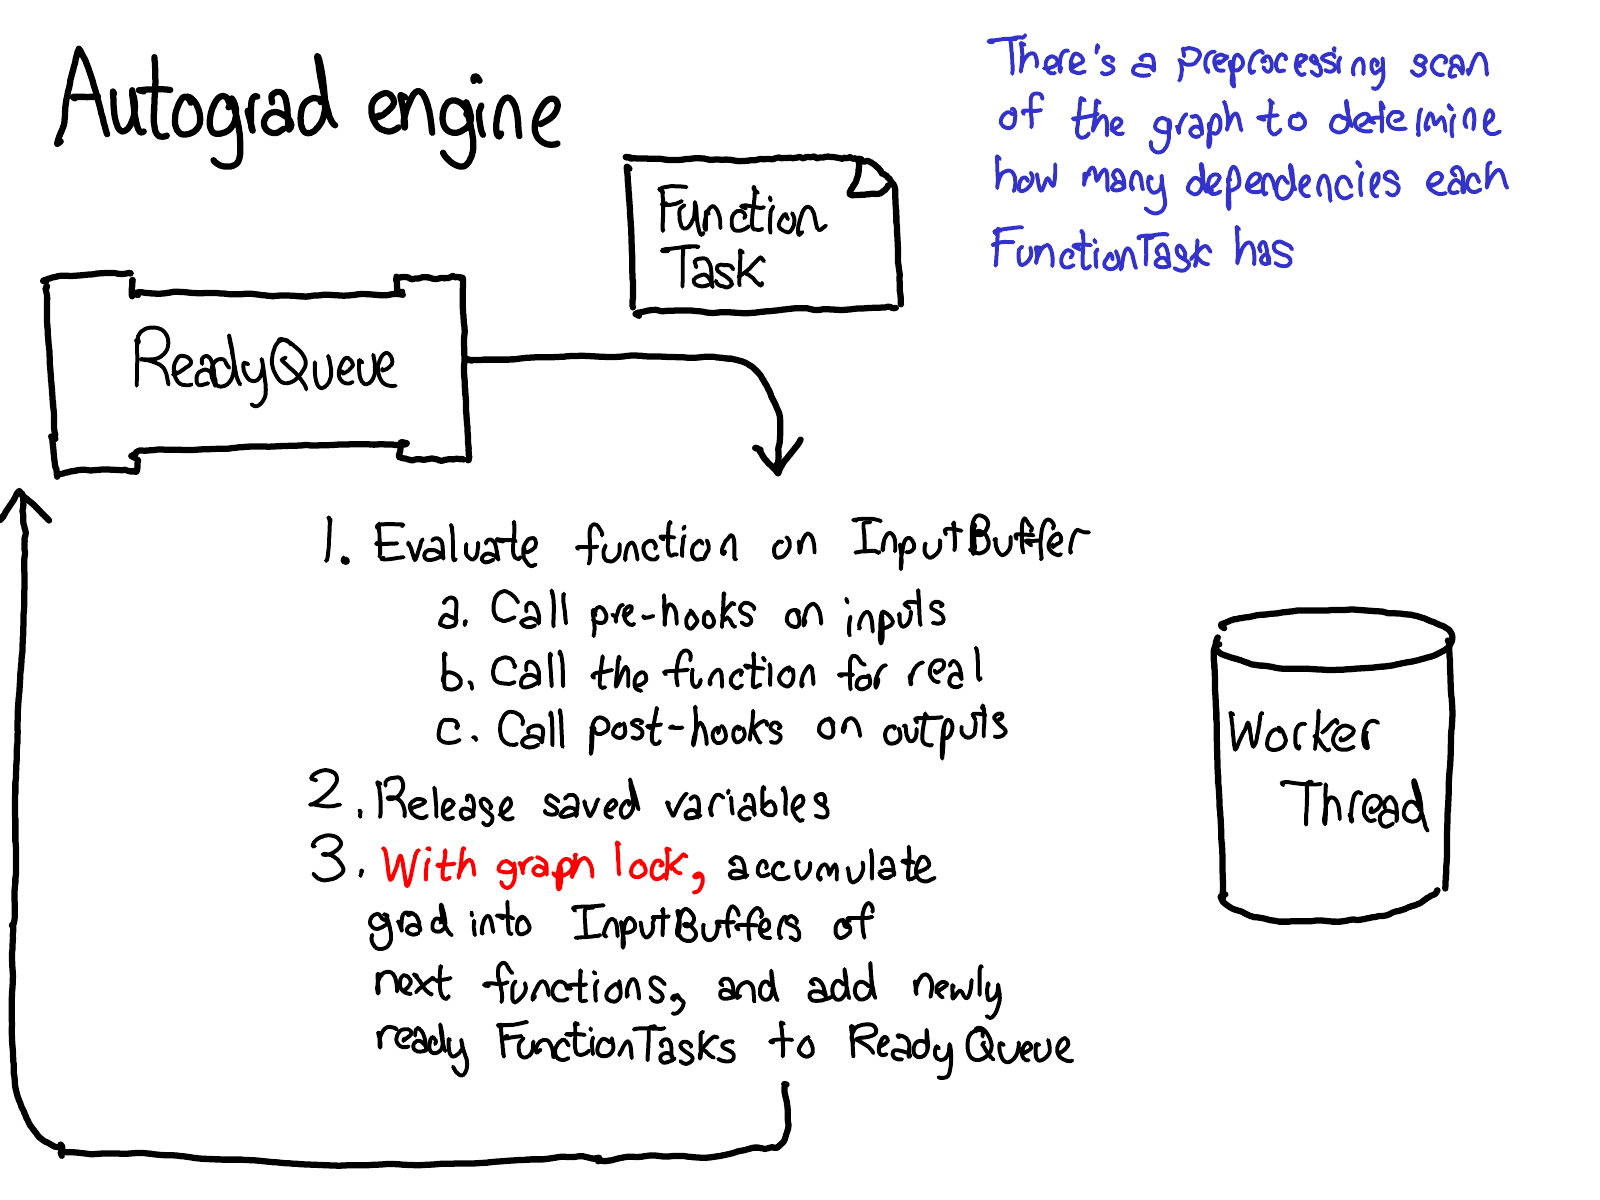 Autograd engine
There's a preprocessing scan
of the graph to determine
how many dependencies each
FunctionTask has
Function
Task
ReadyQueue
1. Evaluate function on InputBuffer
a. Call pre-hooks on inputs
b. Call the function for real
c. Call post-hooks on outputs
2. Release saved variables
3. With graph lock, accumulate
grad into InputBuffers of
next functions, and add newly
ready FunctionTasks to ReadyQueue
Worker
Thread